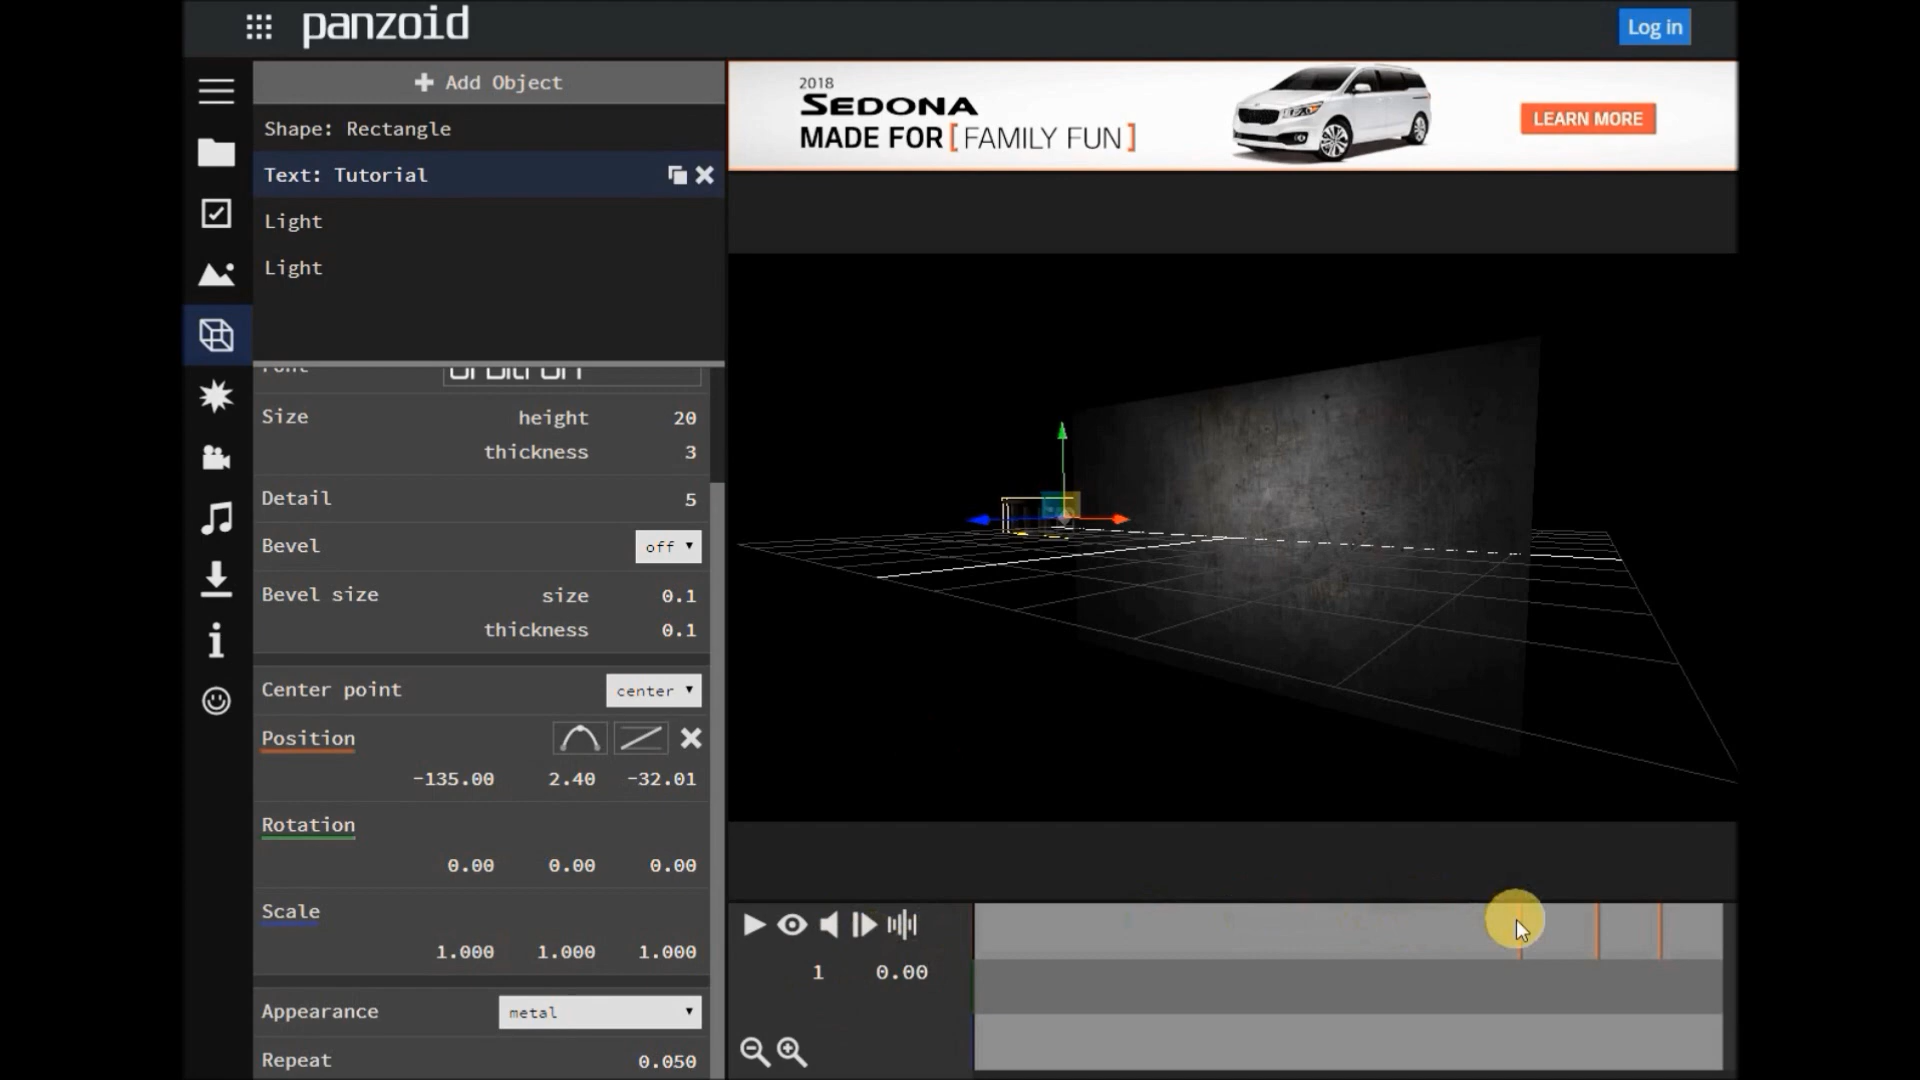 panzoid
Log in
Add Object
Shape: Rectangle
Text: Tutorial
Light
Light
2018
SEDONA
MADE FOR [FAMILY FUN]
LEARN MORE
Font orbitron
Size height 20
thickness 3
Detail 5
Bevel off
Bevel size size 0.1
thickness 0.1
Center point center
Position
-135.00 2.40 -32.01
Rotation
0.00 0.00 0.00
Scale
1.000 1.000 1.000
Appearance metal
Repeat 0.050
1 0.00